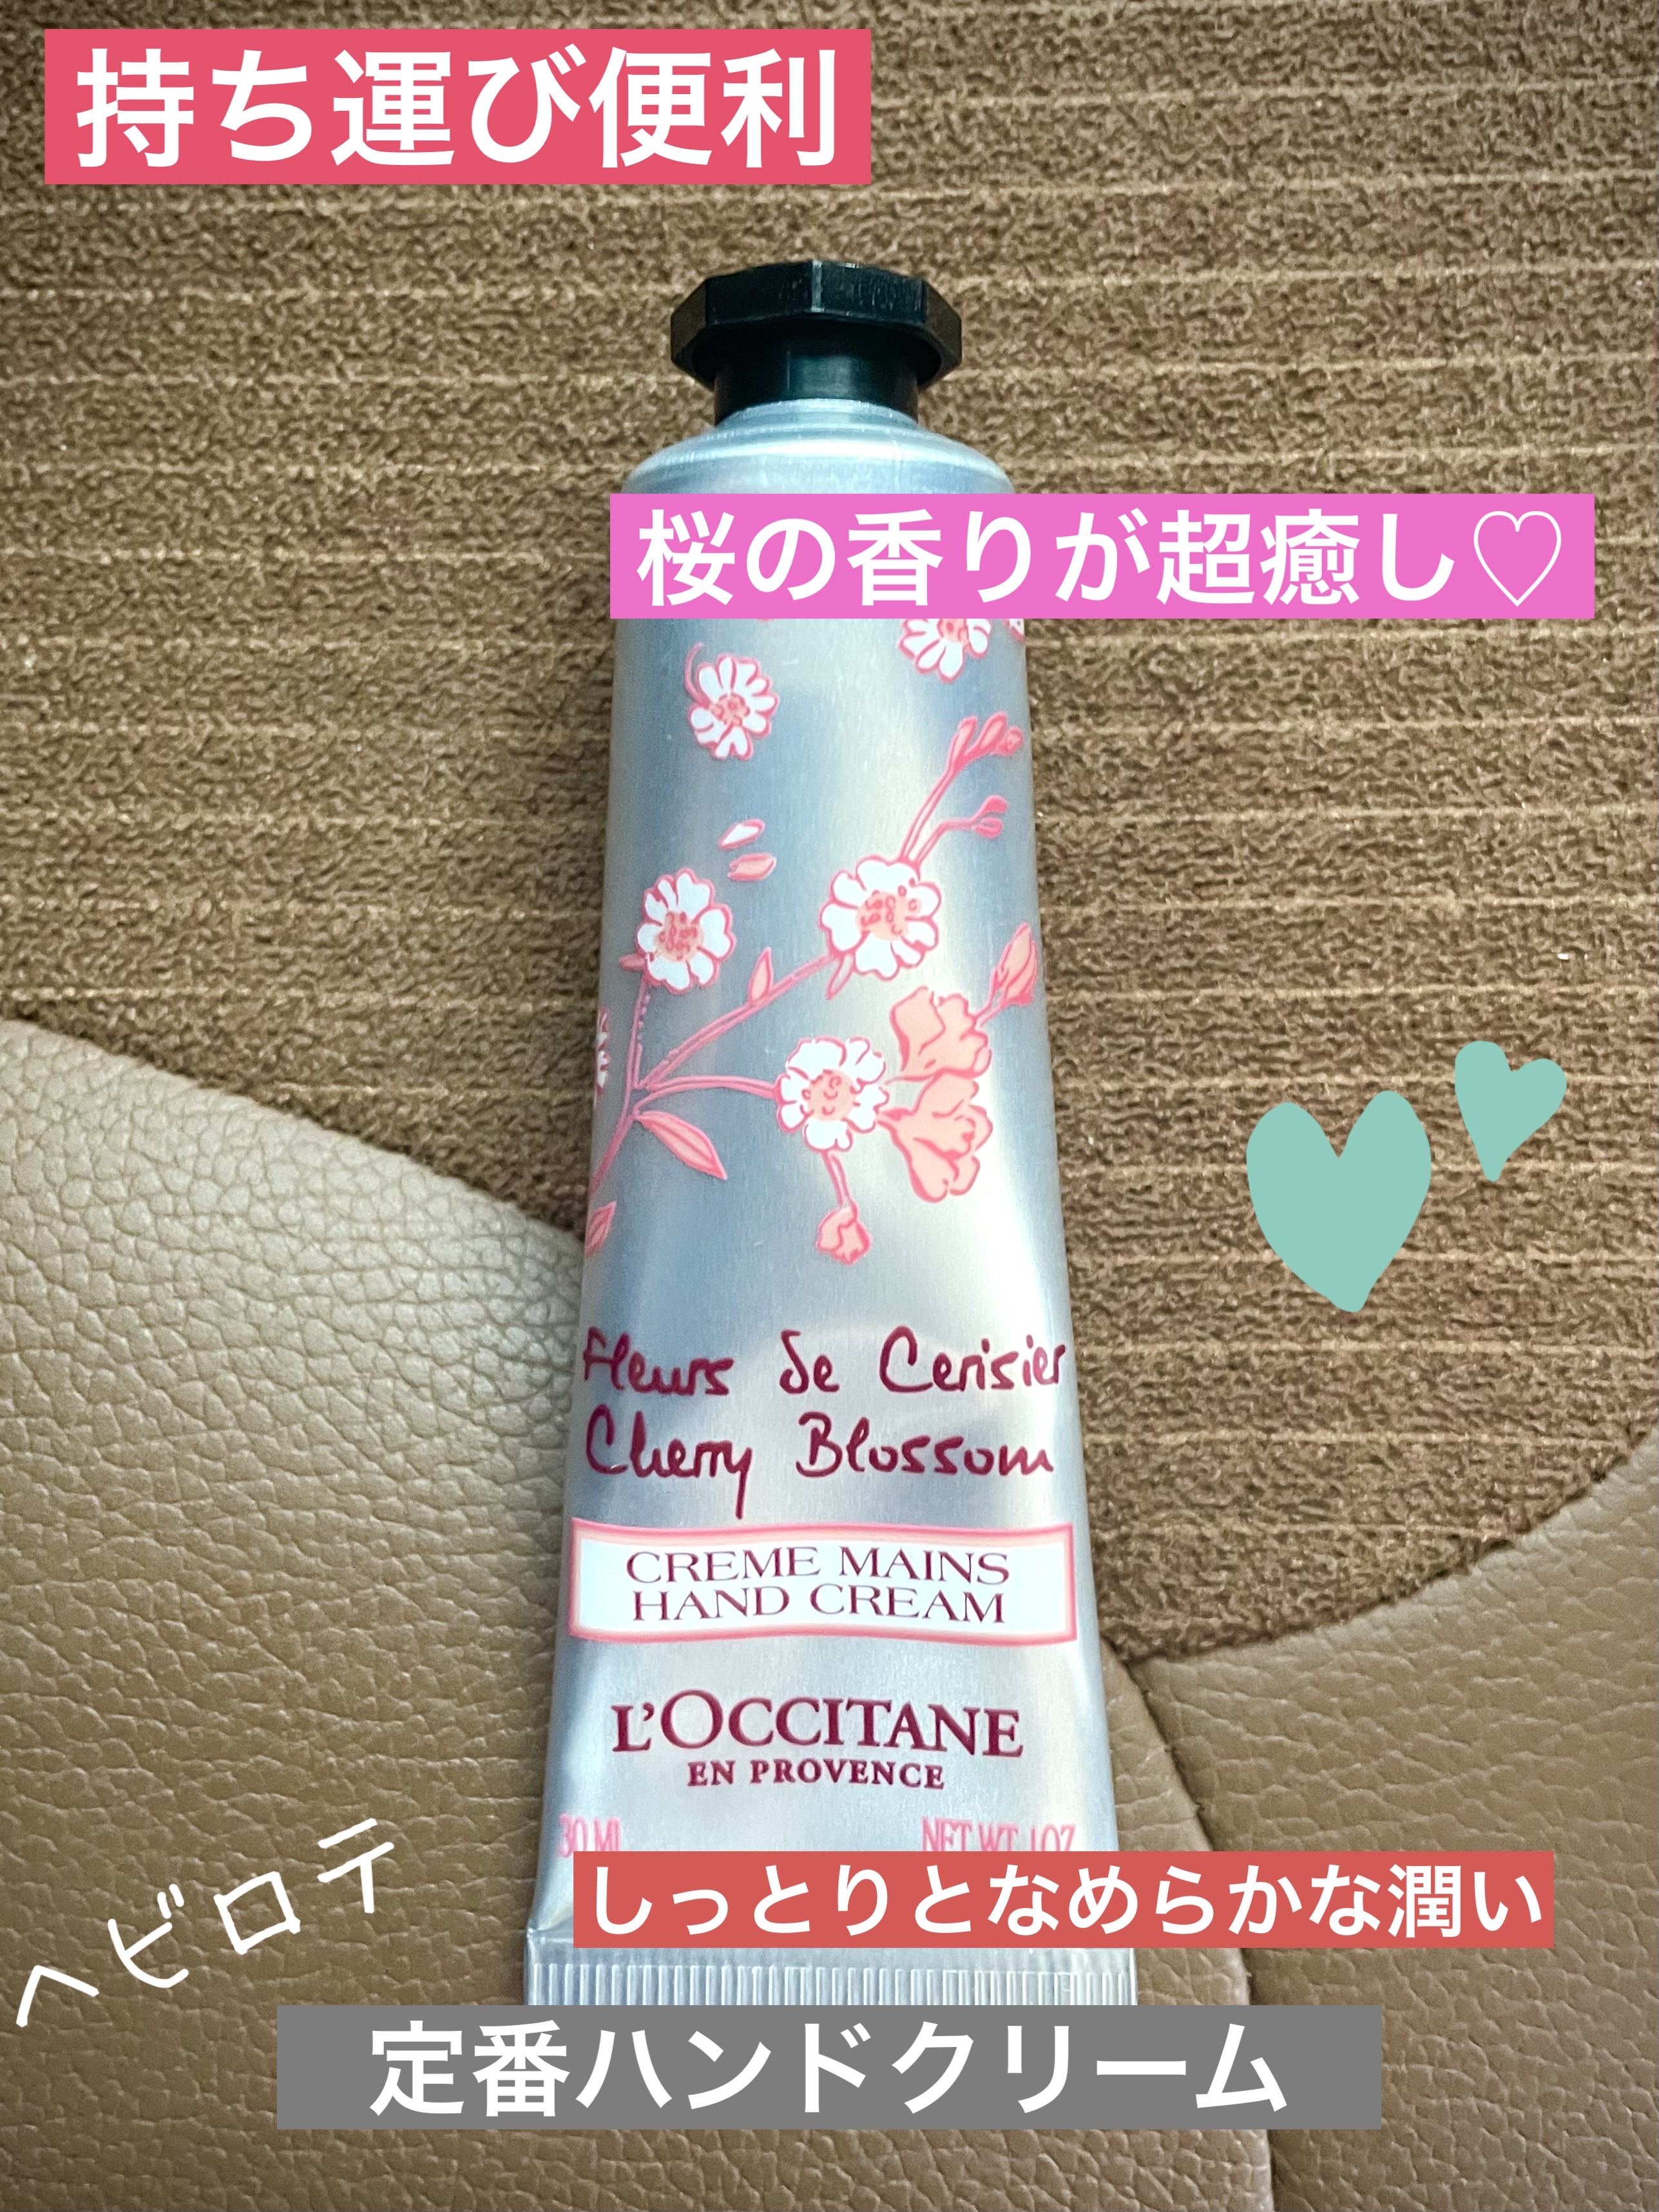 持ち運び便利
桜の香りが超癒し♡
Fleurs de Cerisier
Cherry Blossom
CREME MAINS
HAND CREAM
L'OCCITANE
EN PROVENCE
30 ML NET WT. 1 OZ
しっとりとなめらかな潤い
ヘビロテ
定番ハンドクリーム